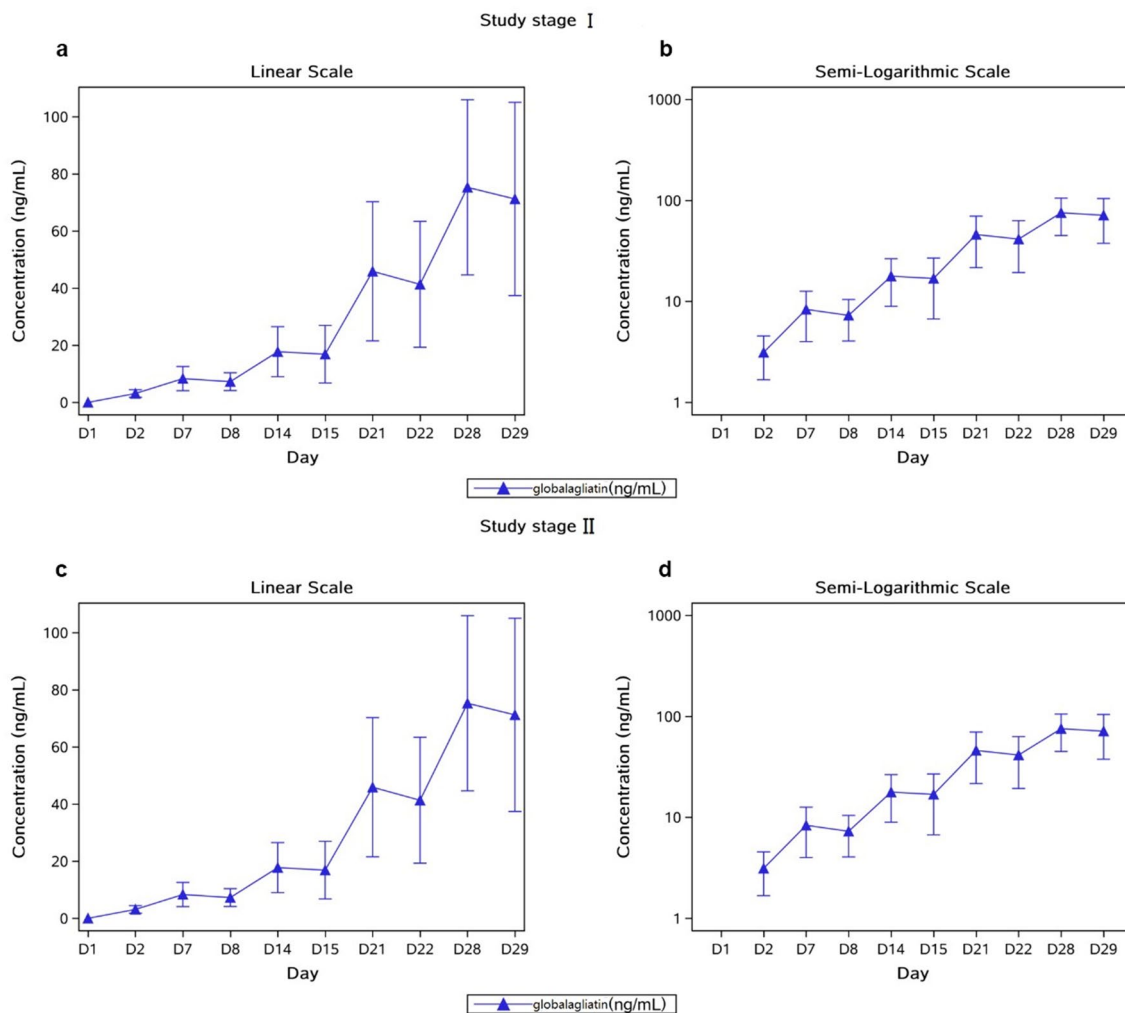 Study stage Ⅰ
a
b
Linear Scale
Semi-Logarithmic Scale
Concentration (ng/mL)
100
80
60
40
20
0
D1 D2 D7 D8 D14 D15 D21 D22 D28 D29
Day
Concentration (ng/mL)
1000
100
10
1
D1 D2 D7 D8 D14 D15 D21 D22 D28 D29
Day
globalagliatin(ng/mL)
Study stage Ⅱ
c
d
Linear Scale
Semi-Logarithmic Scale
Concentration (ng/mL)
100
80
60
40
20
0
D1 D2 D7 D8 D14 D15 D21 D22 D28 D29
Day
Concentration (ng/mL)
1000
100
10
1
D1 D2 D7 D8 D14 D15 D21 D22 D28 D29
Day
globalagliatin(ng/mL)